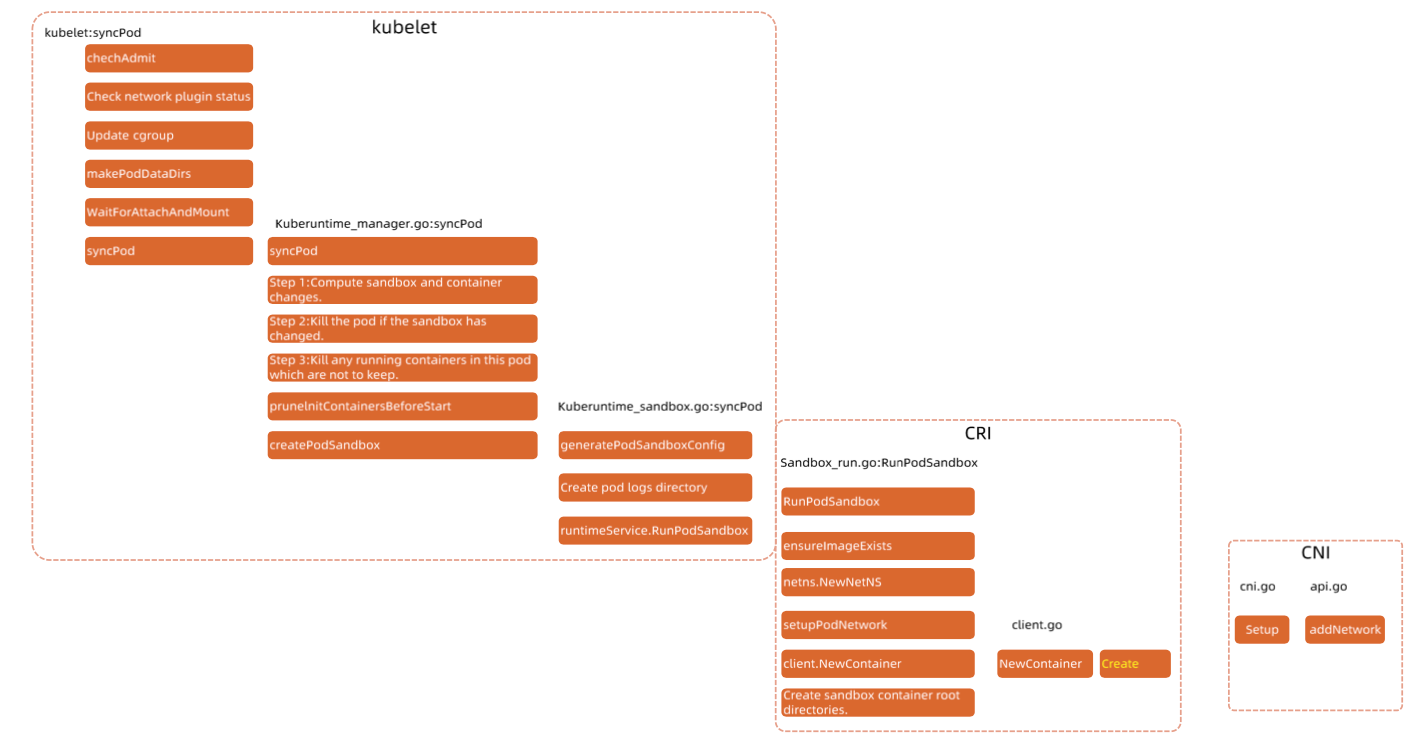 kubelet
kubelet:syncPod
chechAdmit
Check network plugin status
Update cgroup
makePodDataDirs
WaitForAttachAndMount
syncPod
Kuberuntime_manager.go:syncPod
syncPod
Step 1:Compute sandbox and container
changes.
Step 2:Kill the pod if the sandbox has
changed.
Step 3:Kill any running containers in this pod
which are not to keep.
pruneInitContainersBeforeStart
createPodSandbox
Kuberuntime_sandbox.go:syncPod
generatePodSandboxConfig
Create pod logs directory
runtimeService.RunPodSandbox
CRI
Sandbox_run.go:RunPodSandbox
RunPodSandbox
ensureImageExists
netns.NewNetNS
setupPodNetwork
client.NewContainer
Create sandbox container root
directories.
client.go
NewContainer
Create
CNI
cni.go
api.go
Setup
addNetwork